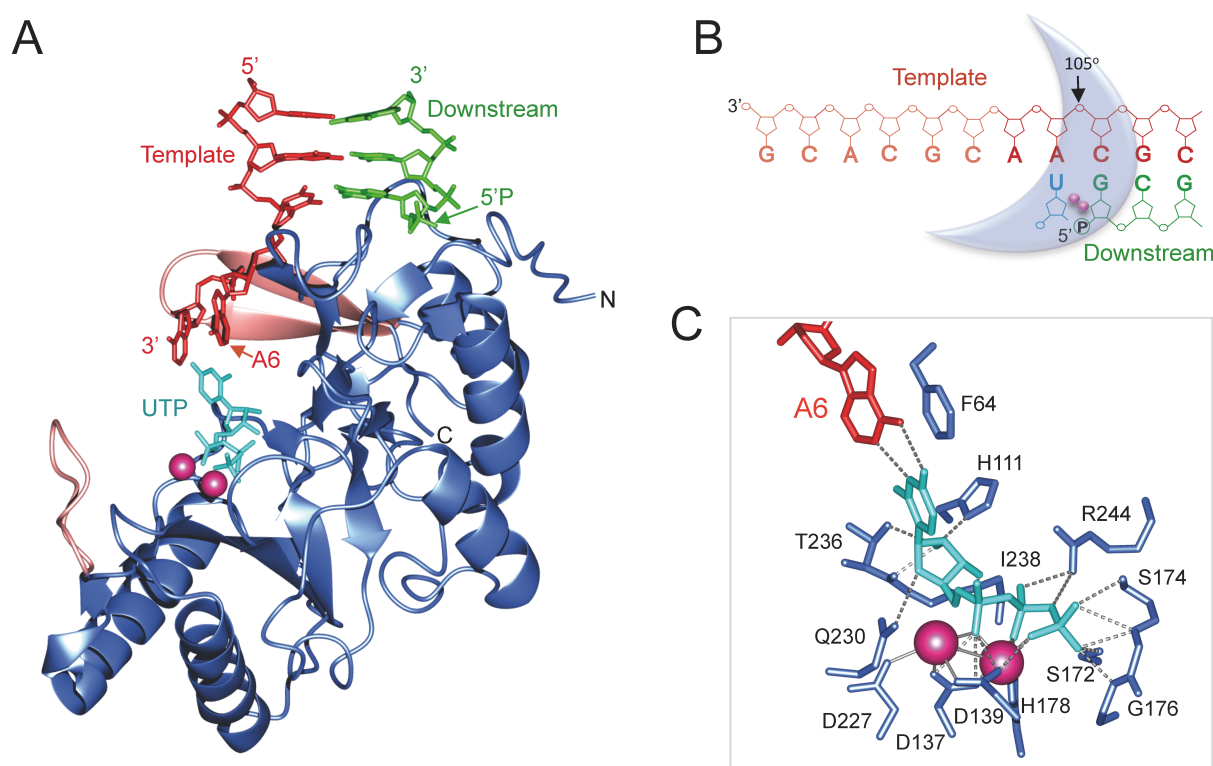 A
5’
3’
Downstream
Template
5’P
N
3’
A6
UTP
C
B
105º
Template
3’
G C A C G C A A C G C
U G C G
5’ P
Downstream
C
A6
F64
H111
R244
T236
I238
S174
Q230
S172
D227
D137
D139
H178
G176